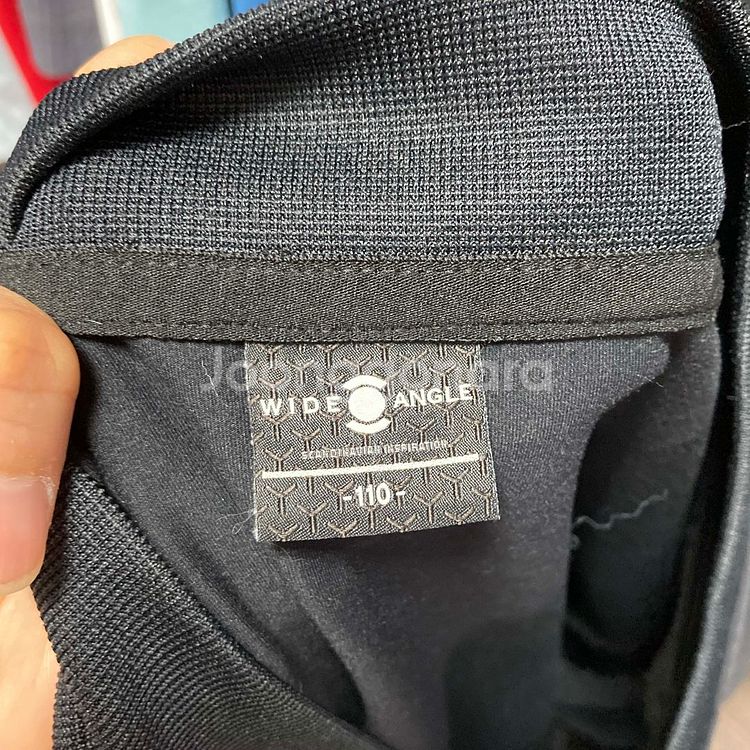 WIDE ANGLE
SCANDINAVIAN INSPIRATION
-110-